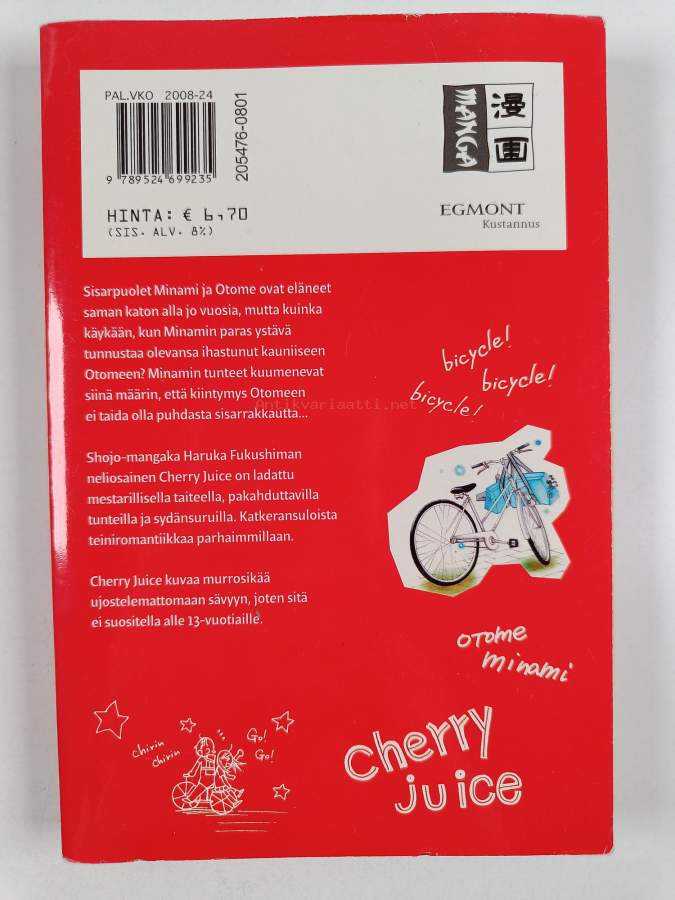 PAL.VKO 2008-24
9 789524 699235
205476-0801
HINTA: € 6,70
(SIS. ALV. 8%)
MANGA
漫画
EGMONT
Kustannus
Sisarpuolet Minami ja Otome ovat eläneet
saman katon alla jo vuosia, mutta kuinka
käykään, kun Minamin paras ystävä
tunnustaa olevansa ihastunut kauniiseen
Otomeen? Minamin tunteet kuumenevat
siinä määrin, että kiintymys Otomeen
ei taida olla puhdasta sisarrakkautta...
Shojo-mangaka Haruka Fukushiman
neliosainen Cherry Juice on ladattu
mestarillisella taiteella, pakahduttavilla
tunteilla ja sydänsuruilla. Katkeransuloista
teiniromantiikkaa parhaimmillaan.
Cherry Juice kuvaa murrosikää
ujostelemattomaan sävyyn, joten sitä
ei suositella alle 13-vuotiaille.
bicycle!
bicycle!
bicycle!
Antikvariaatti.net
otome
minami
chirin
chirin
Go!
Go!
Cherry
juice